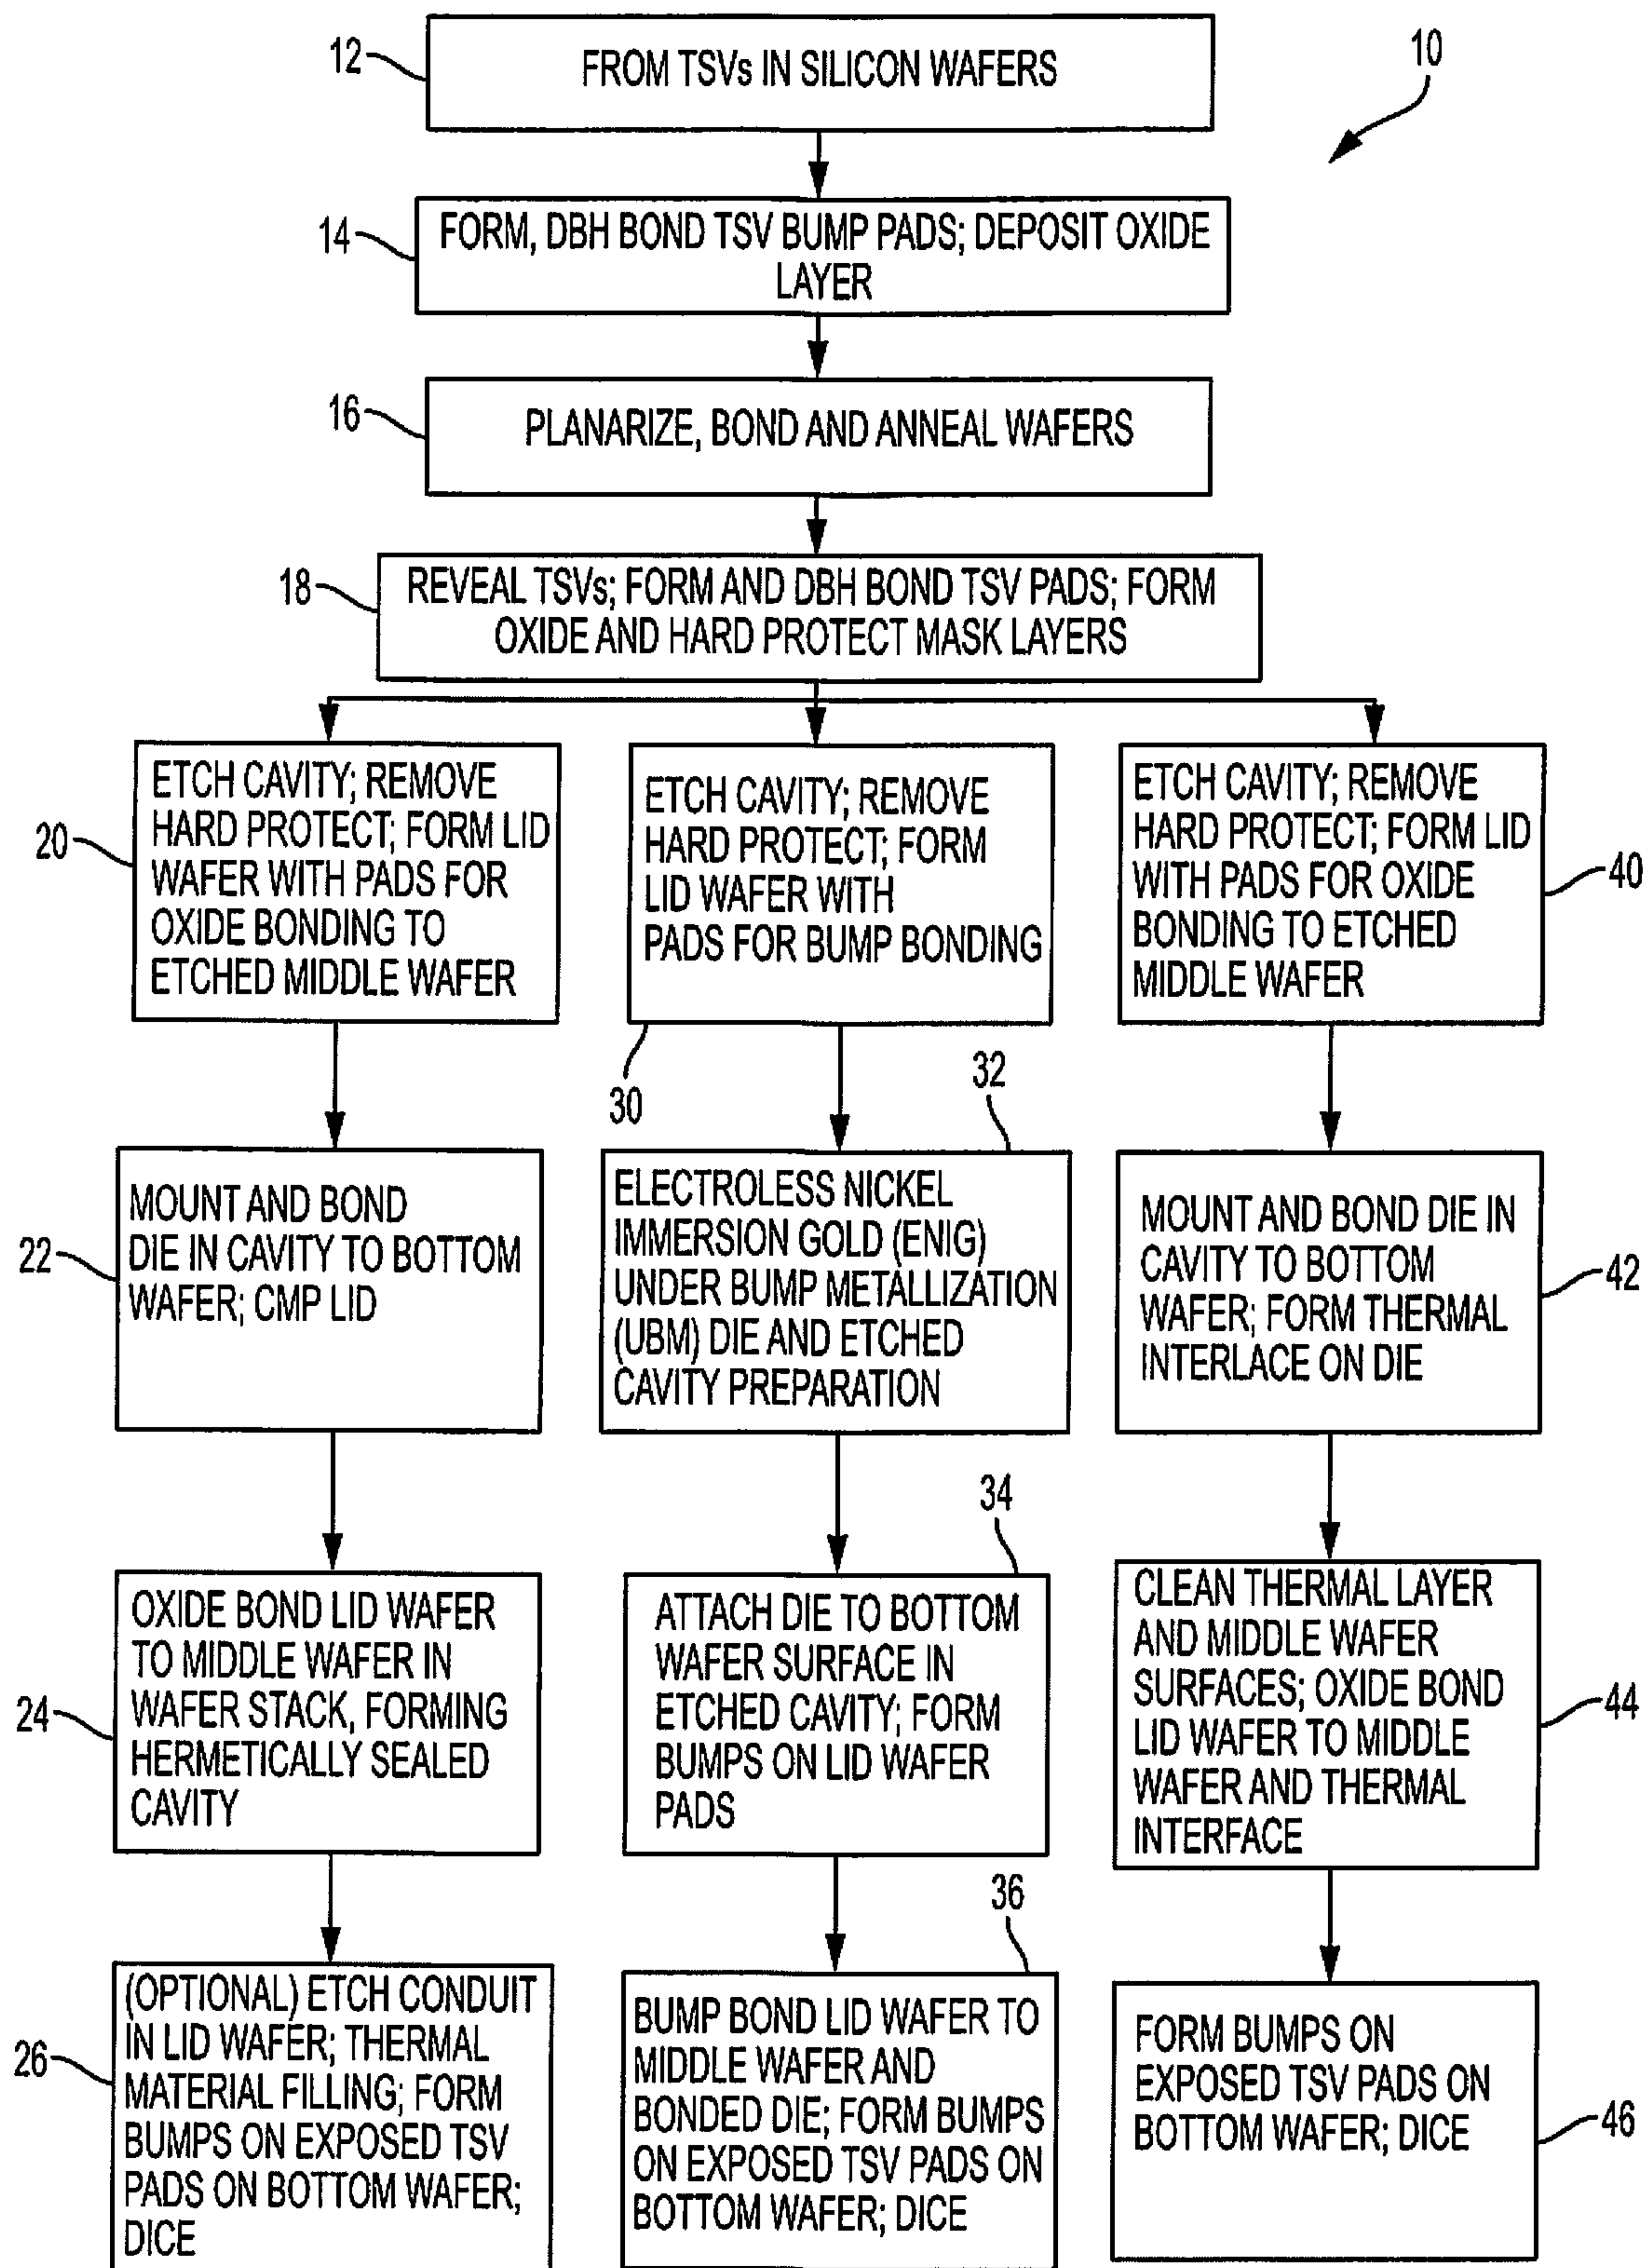 12
FROM TSVs IN SILICON WAFERS
10
14
FORM, DBH BOND TSV BUMP PADS; DEPOSIT OXIDE
LAYER
16
PLANARIZE, BOND AND ANNEAL WAFERS
18
REVEAL TSVs; FORM AND DBH BOND TSV PADS; FORM
OXIDE AND HARD PROTECT MASK LAYERS
20
ETCH CAVITY; REMOVE
HARD PROTECT; FORM LID
WAFER WITH PADS FOR
OXIDE BONDING TO
ETCHED MIDDLE WAFER
ETCH CAVITY; REMOVE
HARD PROTECT; FORM
LID WAFER WITH
PADS FOR BUMP BONDING
30
ETCH CAVITY; REMOVE
HARD PROTECT; FORM LID
WITH PADS FOR OXIDE
BONDING TO ETCHED
MIDDLE WAFER
40
22
MOUNT AND BOND
DIE IN CAVITY TO BOTTOM
WAFER; CMP LID
32
ELECTROLESS NICKEL
IMMERSION GOLD (ENIG)
UNDER BUMP METALLIZATION
(UBM) DIE AND ETCHED
CAVITY PREPARATION
MOUNT AND BOND DIE IN
CAVITY TO BOTTOM
WAFER; FORM THERMAL
INTERLACE ON DIE
42
24
OXIDE BOND LID WAFER
TO MIDDLE WAFER IN
WAFER STACK, FORMING
HERMETICALLY SEALED
CAVITY
34
ATTACH DIE TO BOTTOM
WAFER SURFACE IN
ETCHED CAVITY; FORM
BUMPS ON LID WAFER
PADS
CLEAN THERMAL LAYER
AND MIDDLE WAFER
SURFACES; OXIDE BOND
LID WAFER TO MIDDLE
WAFER AND THERMAL
INTERFACE
44
26
(OPTIONAL) ETCH CONDUIT
IN LID WAFER; THERMAL
MATERIAL FILLING; FORM
BUMPS ON EXPOSED TSV
PADS ON BOTTOM WAFER;
DICE
36
BUMP BOND LID WAFER TO
MIDDLE WAFER AND
BONDED DIE; FORM BUMPS
ON EXPOSED TSV PADS ON
BOTTOM WAFER; DICE
FORM BUMPS ON
EXPOSED TSV PADS ON
BOTTOM WAFER; DICE
46